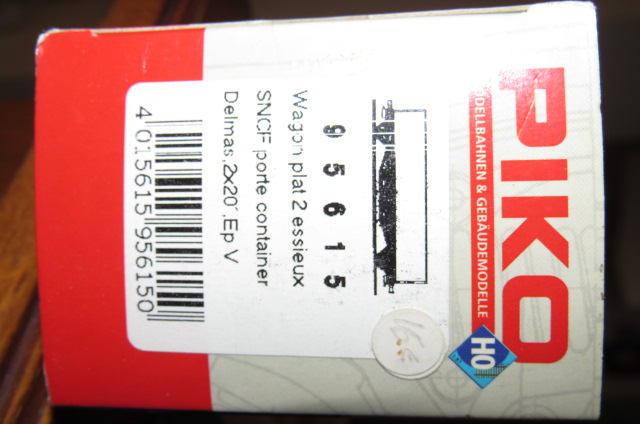 PIKO
MODELLBAHNEN & GEBÄUDEMODELLE
H0
95615
Wagon plat 2 essieux
SNCF porte container
Delmas,2x20',Ep V
4 015615 956150